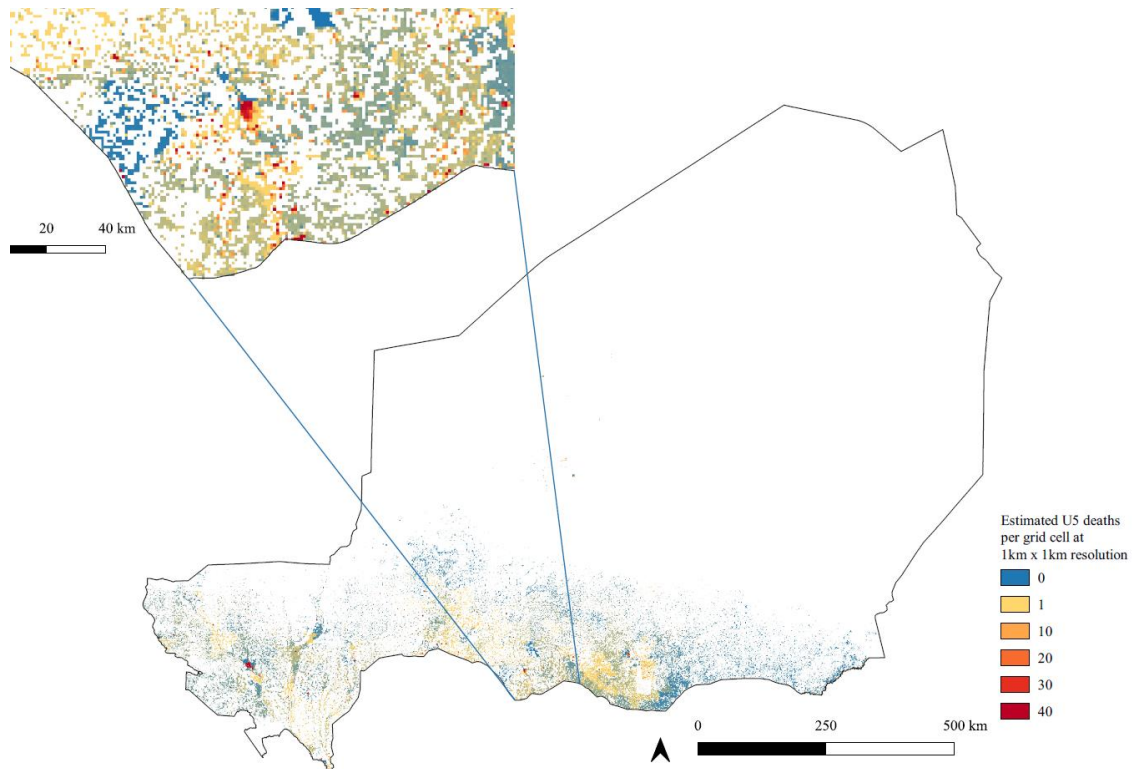 20 40 km
Estimated U5 deaths
per grid cell at
1km x 1km resolution
0
1
10
20
30
40
0 250 500 km